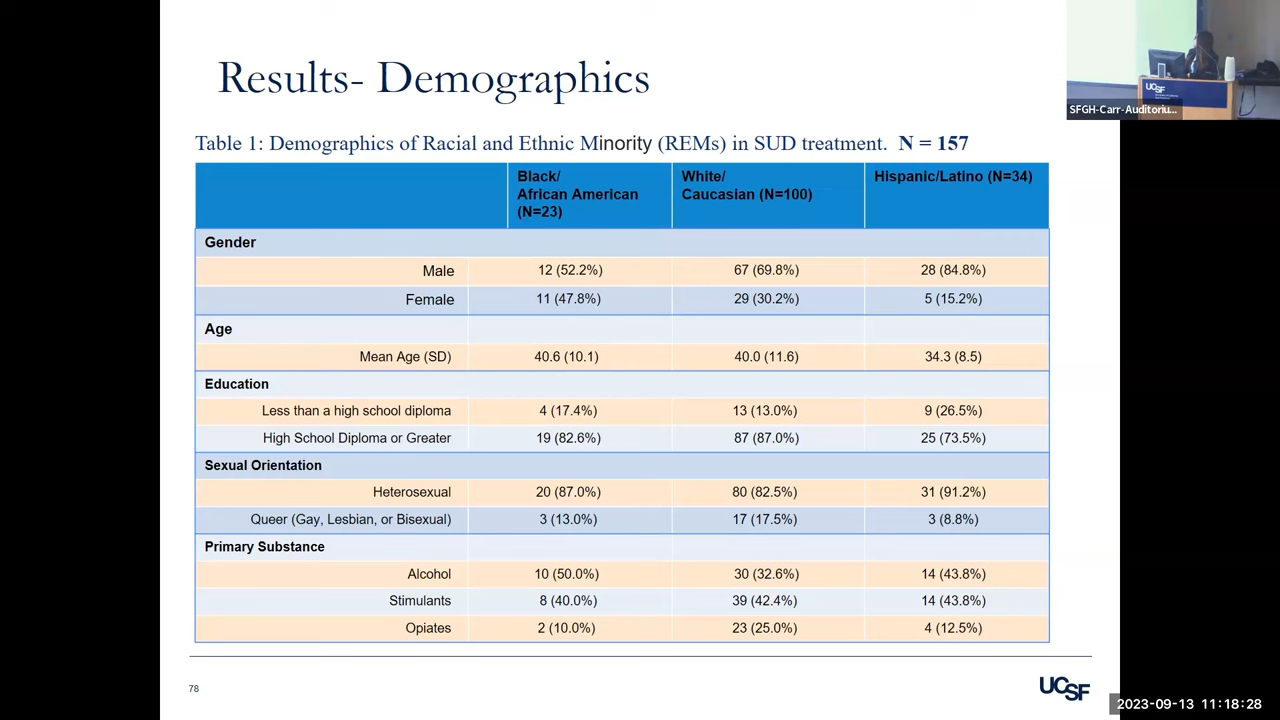 Results- Demographics
Table 1: Demographics of Racial and Ethnic Minority (REMs) in SUD treatment. N = 157
Black/
African American
(N=23)
White/
Caucasian (N=100)
Hispanic/Latino (N=34)
Gender
Male 12 (52.2%) 67 (69.8%) 28 (84.8%)
Female 11 (47.8%) 29 (30.2%) 5 (15.2%)
Age
Mean Age (SD) 40.6 (10.1) 40.0 (11.6) 34.3 (8.5)
Education
Less than a high school diploma 4 (17.4%) 13 (13.0%) 9 (26.5%)
High School Diploma or Greater 19 (82.6%) 87 (87.0%) 25 (73.5%)
Sexual Orientation
Heterosexual 20 (87.0%) 80 (82.5%) 31 (91.2%)
Queer (Gay, Lesbian, or Bisexual) 3 (13.0%) 17 (17.5%) 3 (8.8%)
Primary Substance
Alcohol 10 (50.0%) 30 (32.6%) 14 (43.8%)
Stimulants 8 (40.0%) 39 (42.4%) 14 (43.8%)
Opiates 2 (10.0%) 23 (25.0%) 4 (12.5%)
78
UCSF
UCSF
SFGH-Carr-Auditoriu...
2023-09-13 11:18:28